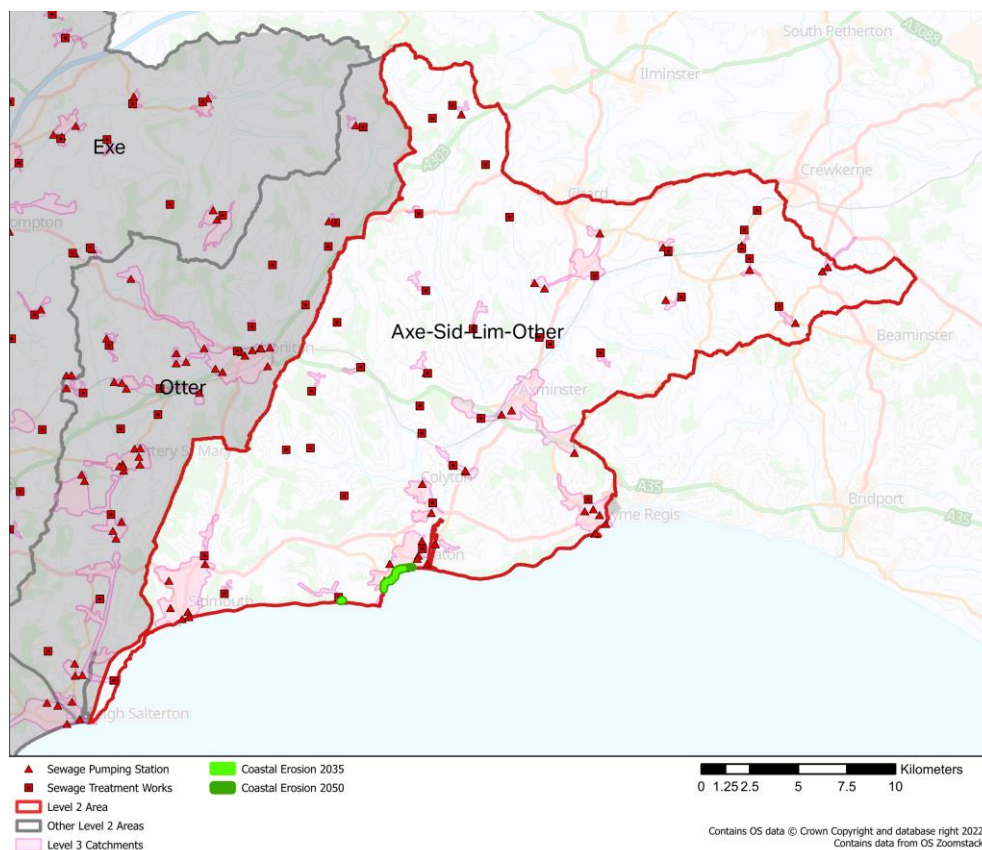 South Petherton
A3088
Ilminster
Exe
A303
Crewkerne
Chard
Axe-Sid-Lim-Other
Beaminster
Otter
Axminster
Colyton
A35
Bridport
A35
Sidmouth
Sewage Pumping Station
Coastal Erosion 2035
Kilometers
Sewage Treatment Works
Coastal Erosion 2050
0 1.25 2.5 5 7.5 10
Level 2 Area
Other Level 2 Areas
Level 3 Catchments
Contains OS data © Crown Copyright and database right 2022
Contains data from OS Zoomstack